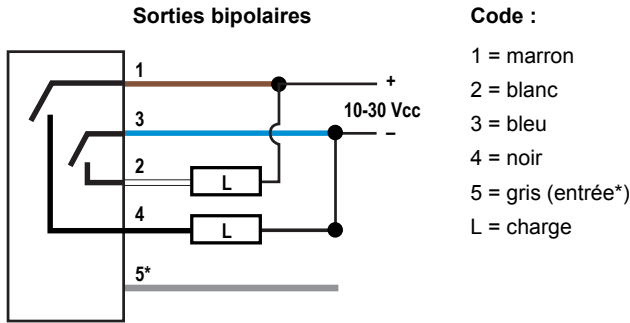 Sorties bipolaires
1
+
10-30 Vcc
3
–
2
L
4
L
5*
Code :
1 = marron
2 = blanc
3 = bleu
4 = noir
5 = gris (entrée*)
L = charge